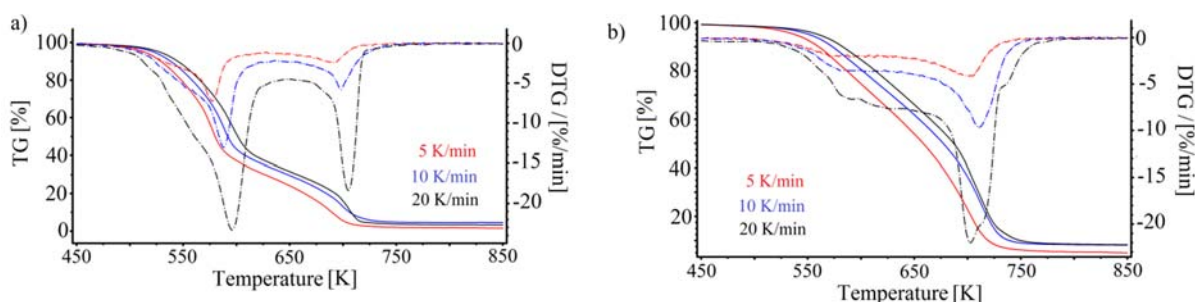 a)
100
80
60
40
20
0
TG [%]
0
-5
-10
-15
-20
DTG / [%/min]
5 K/min
10 K/min
20 K/min
450 550 650 750 850
Temperature [K]
b)
100
80
60
40
20
TG [%]
0
-5
-10
-15
-20
DTG / [%/min]
5 K/min
10 K/min
20 K/min
450 550 650 750 850
Temperature [K]